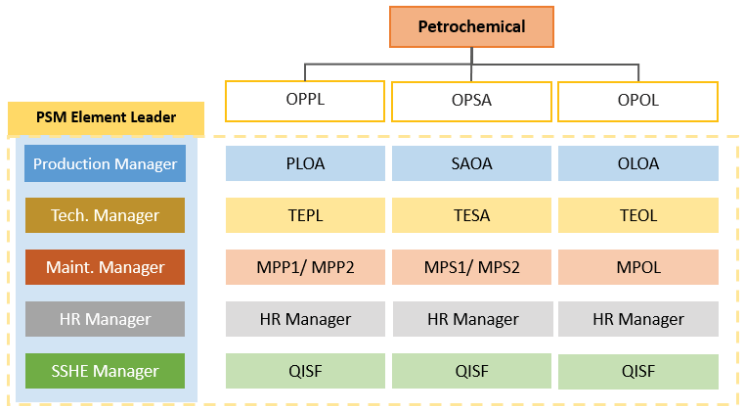 Petrochemical
OPPL OPSA OPOL
PSM Element Leader
Production Manager PLOA SAOA OLOA
Tech. Manager TEPL TESA TEOL
Maint. Manager MPP1/ MPP2 MPS1/ MPS2 MPOL
HR Manager HR Manager HR Manager HR Manager
SSHE Manager QISF QISF QISF